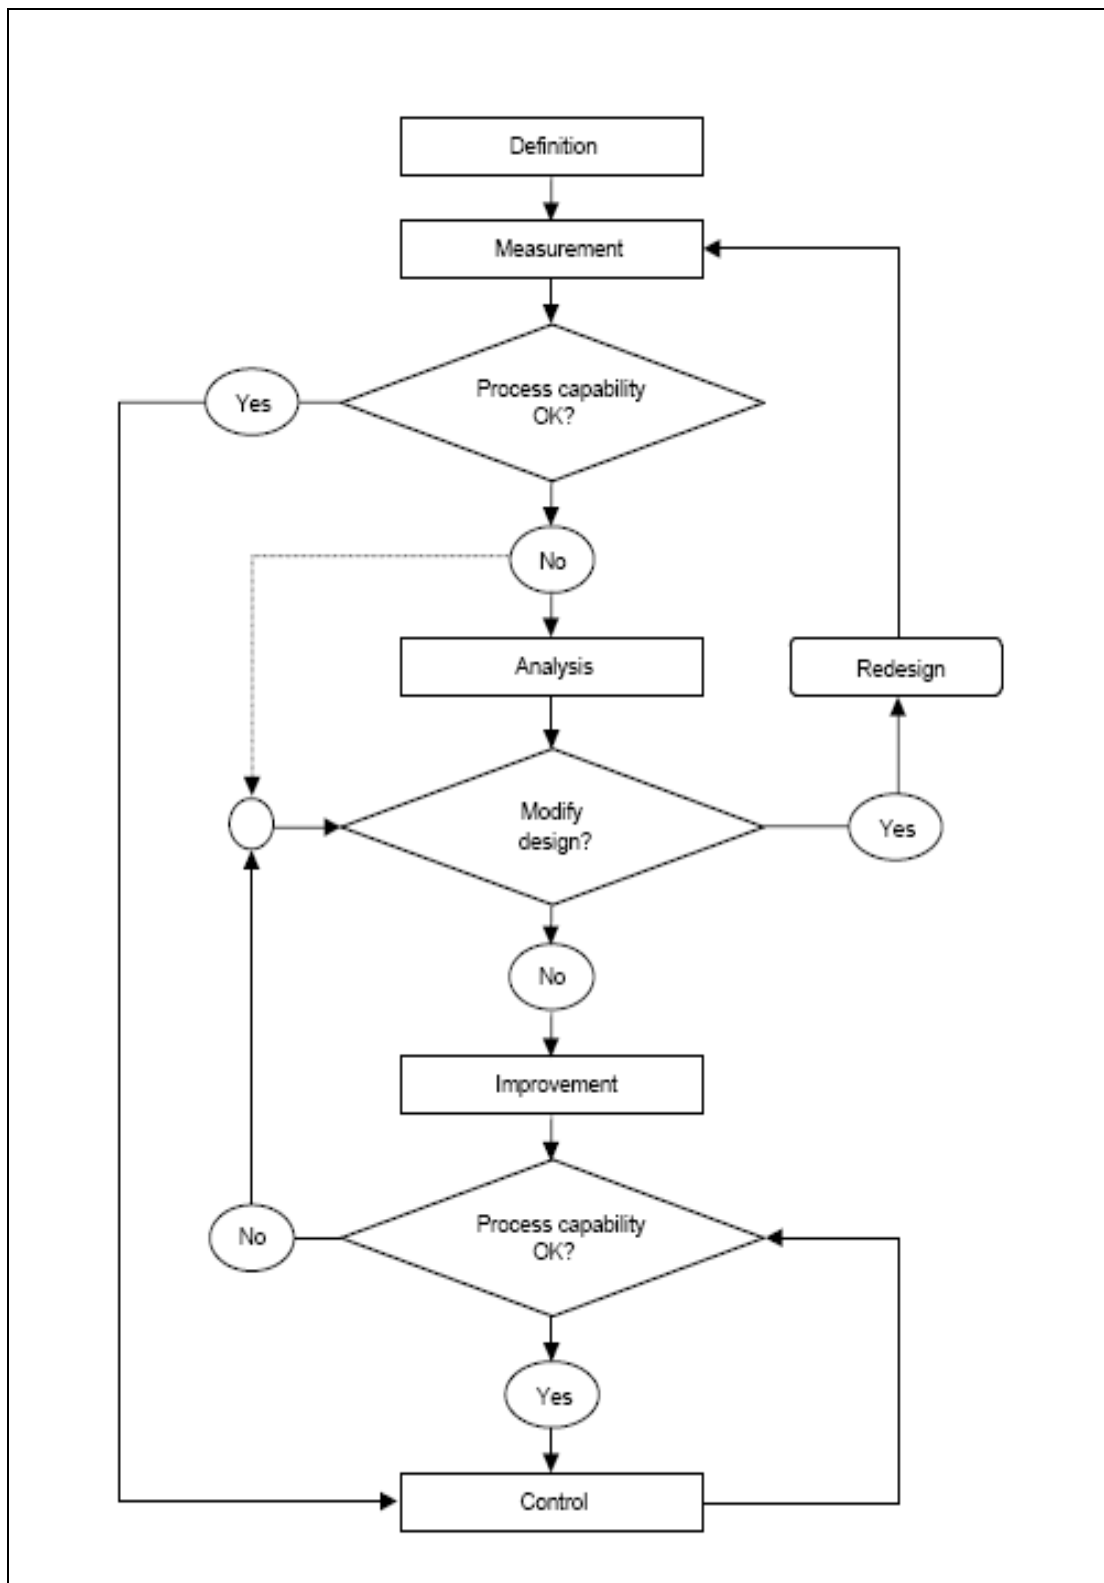 Definition
Measurement
Process capability
OK?
Yes
No
Analysis
Redesign
Modify
design?
Yes
No
Improvement
Process capability
OK?
No
Yes
Control